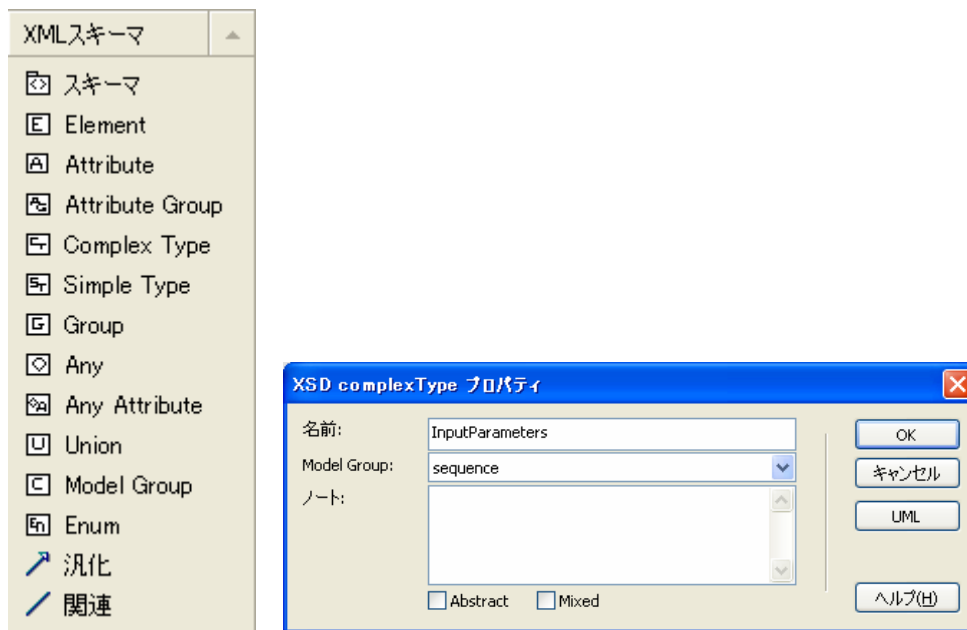 XMLスキーマ
スキーマ
Element
Attribute
Attribute Group
Complex Type
Simple Type
Group
Any
Any Attribute
Union
Model Group
Enum
汎化
関連
XSD complexType プロパティ
名前:
InputParameters
OK
Model Group:
sequence
キャンセル
ノート:
UML
Abstract
Mixed
ヘルプ(H)